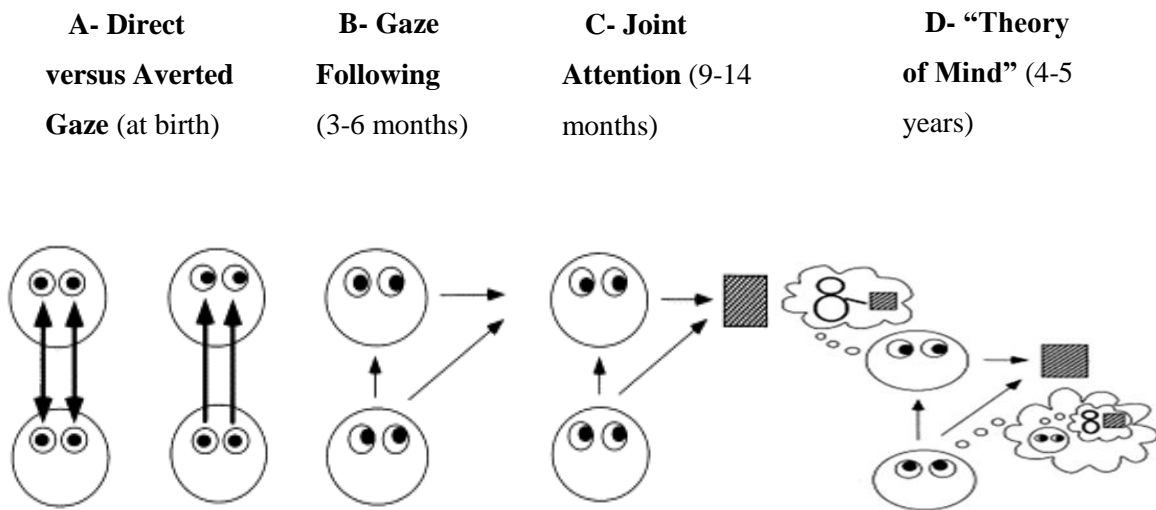 A- Direct
versus Averted
Gaze (at birth)
B- Gaze
Following
(3-6 months)
C- Joint
Attention (9-14
months)
D- “Theory
of Mind” (4-5
years)